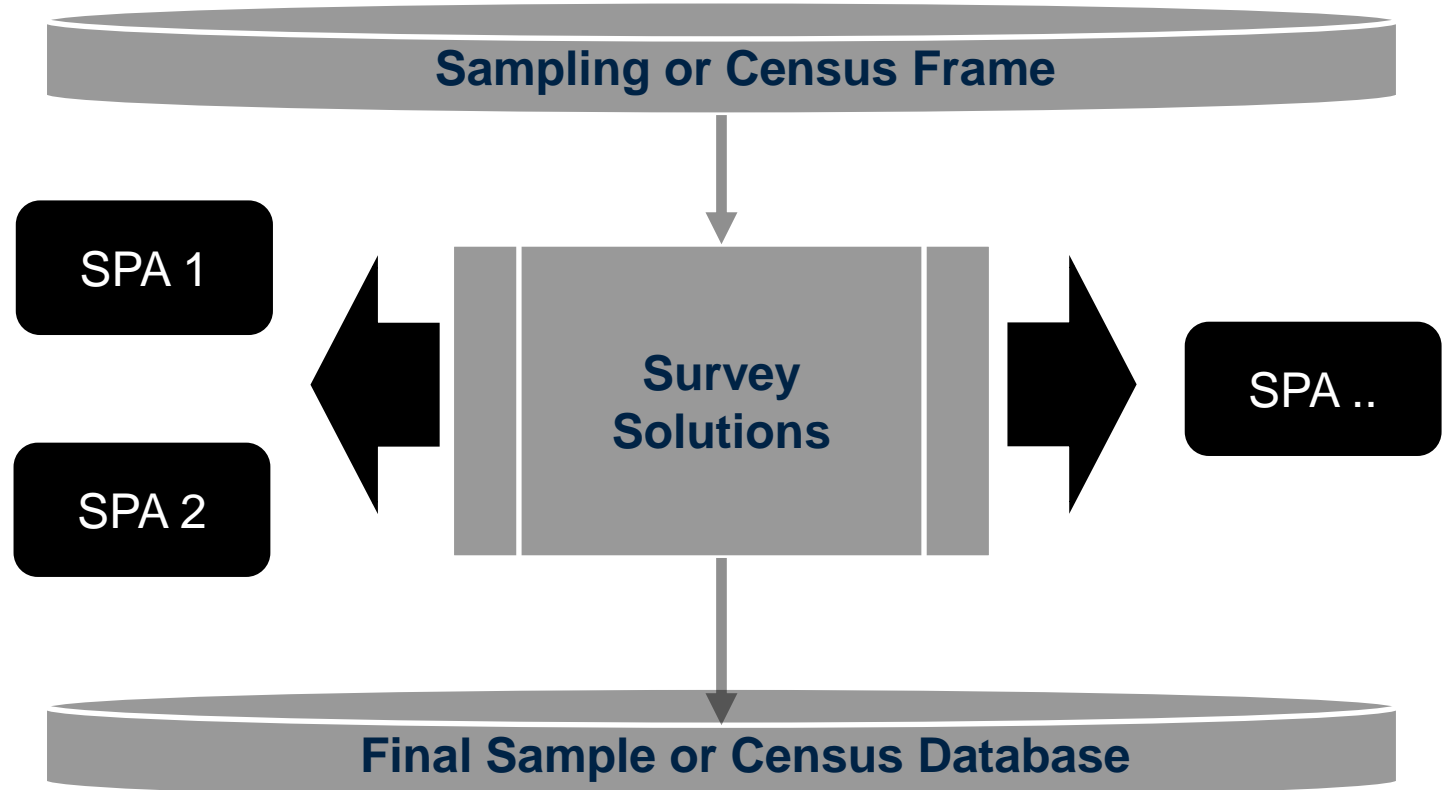 Sampling or Census Frame
SPA 1
Survey
Solutions
SPA ..
SPA 2
Final Sample or Census Database